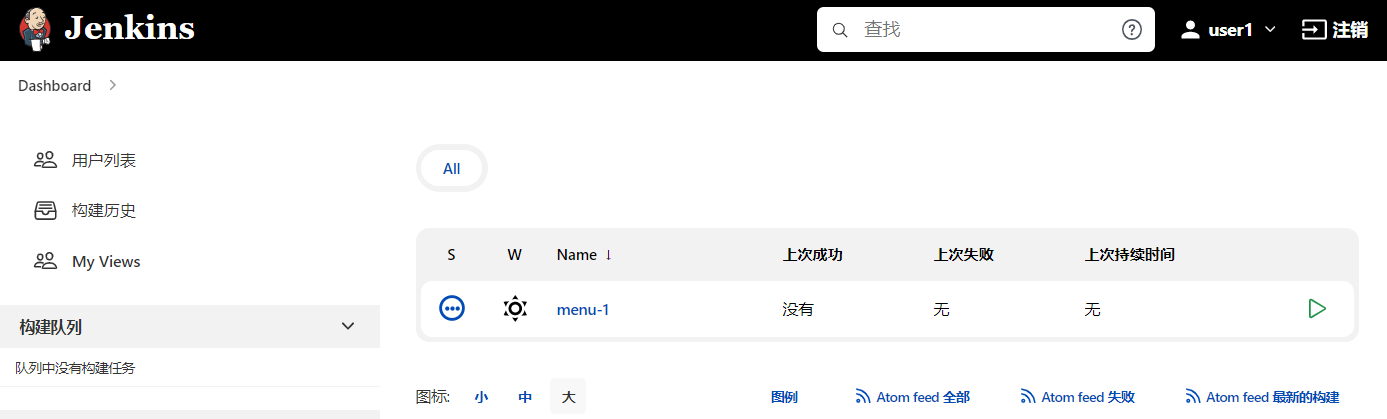 Jenkins 查找 user1 注销
Dashboard
用户列表
All
构建历史
S W Name ↓ 上次成功 上次失败 上次持续时间
My Views
menu-1 没有 无 无
构建队列
队列中没有构建任务
图标: 小 中 大 图例 Atom feed 全部 Atom feed 失败 Atom feed 最新的构建